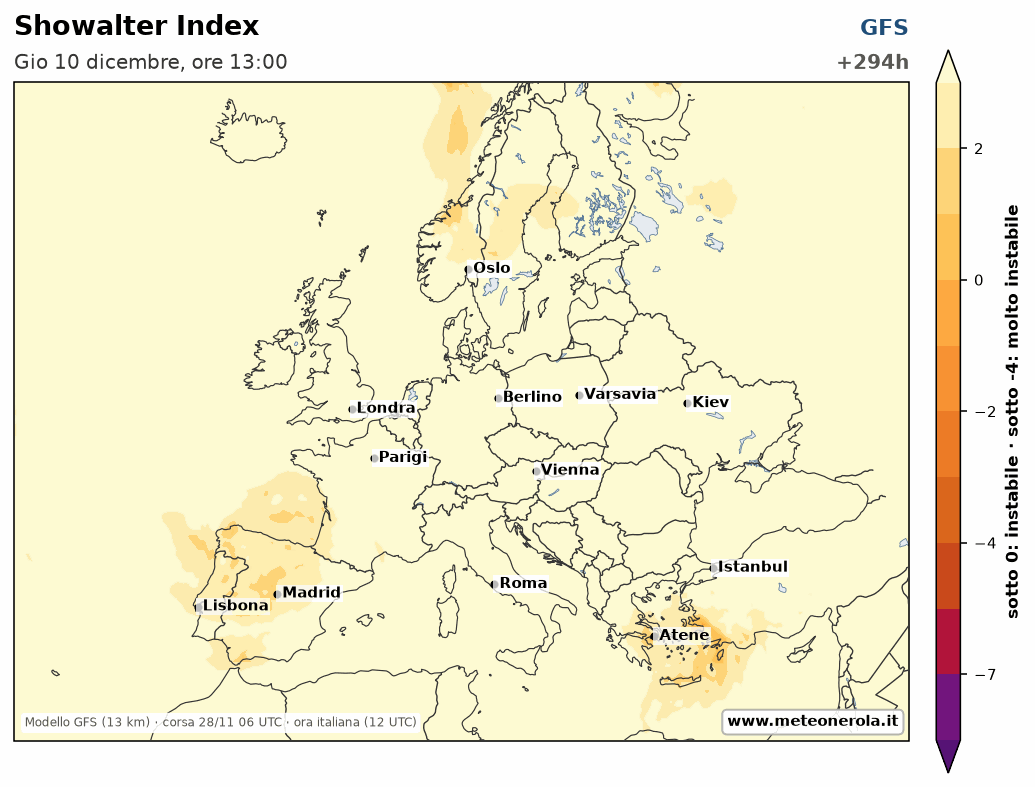 Showalter Index
GFS
Gio 10 dicembre, ore 13:00
+294h
Oslo
Londra
Berlino
Varsavia
Kiev
Parigi
Vienna
Istanbul
Roma
Madrid
Lisbona
Atene
2
0
−2
−4
−7
sotto 0: instabile · sotto -4: molto instabile
Modello GFS (13 km) · corsa 28/11 06 UTC · ora italiana (12 UTC)
www.meteonerola.it